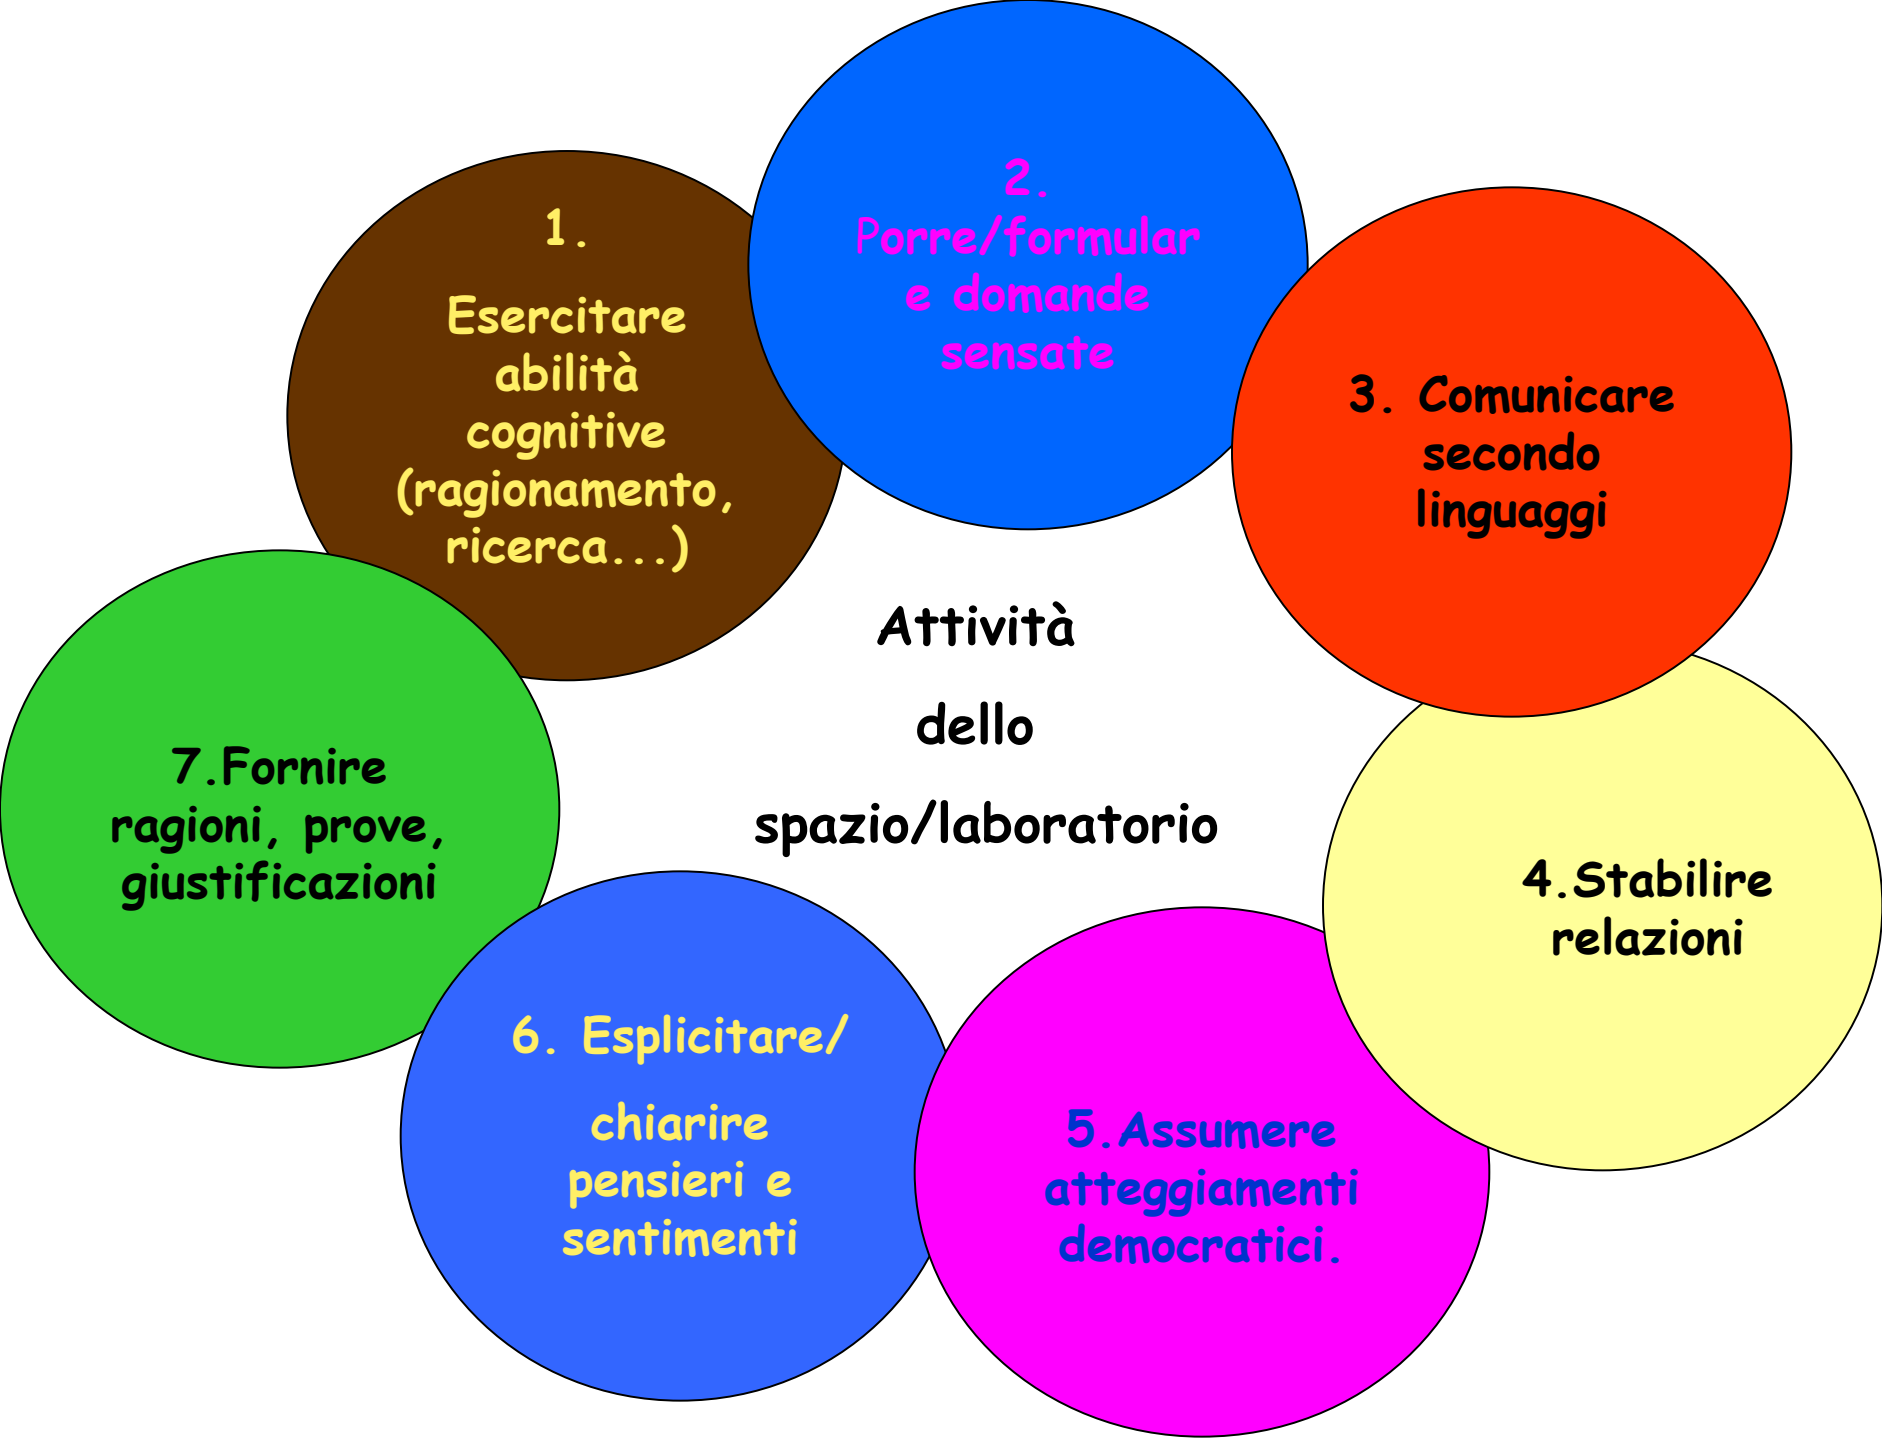 1.
Esercitare
abilità
cognitive
(ragionamento,
ricerca...)
2.
Porre/formular
e domande
sensate
3. Comunicare
secondo
linguaggi
4.Stabilire
relazioni
5.Assumere
atteggiamenti
democratici.
6. Esplicitare/
chiarire
pensieri e
sentimenti
7.Fornire
ragioni, prove,
giustificazioni
Attività
dello
spazio/laboratorio